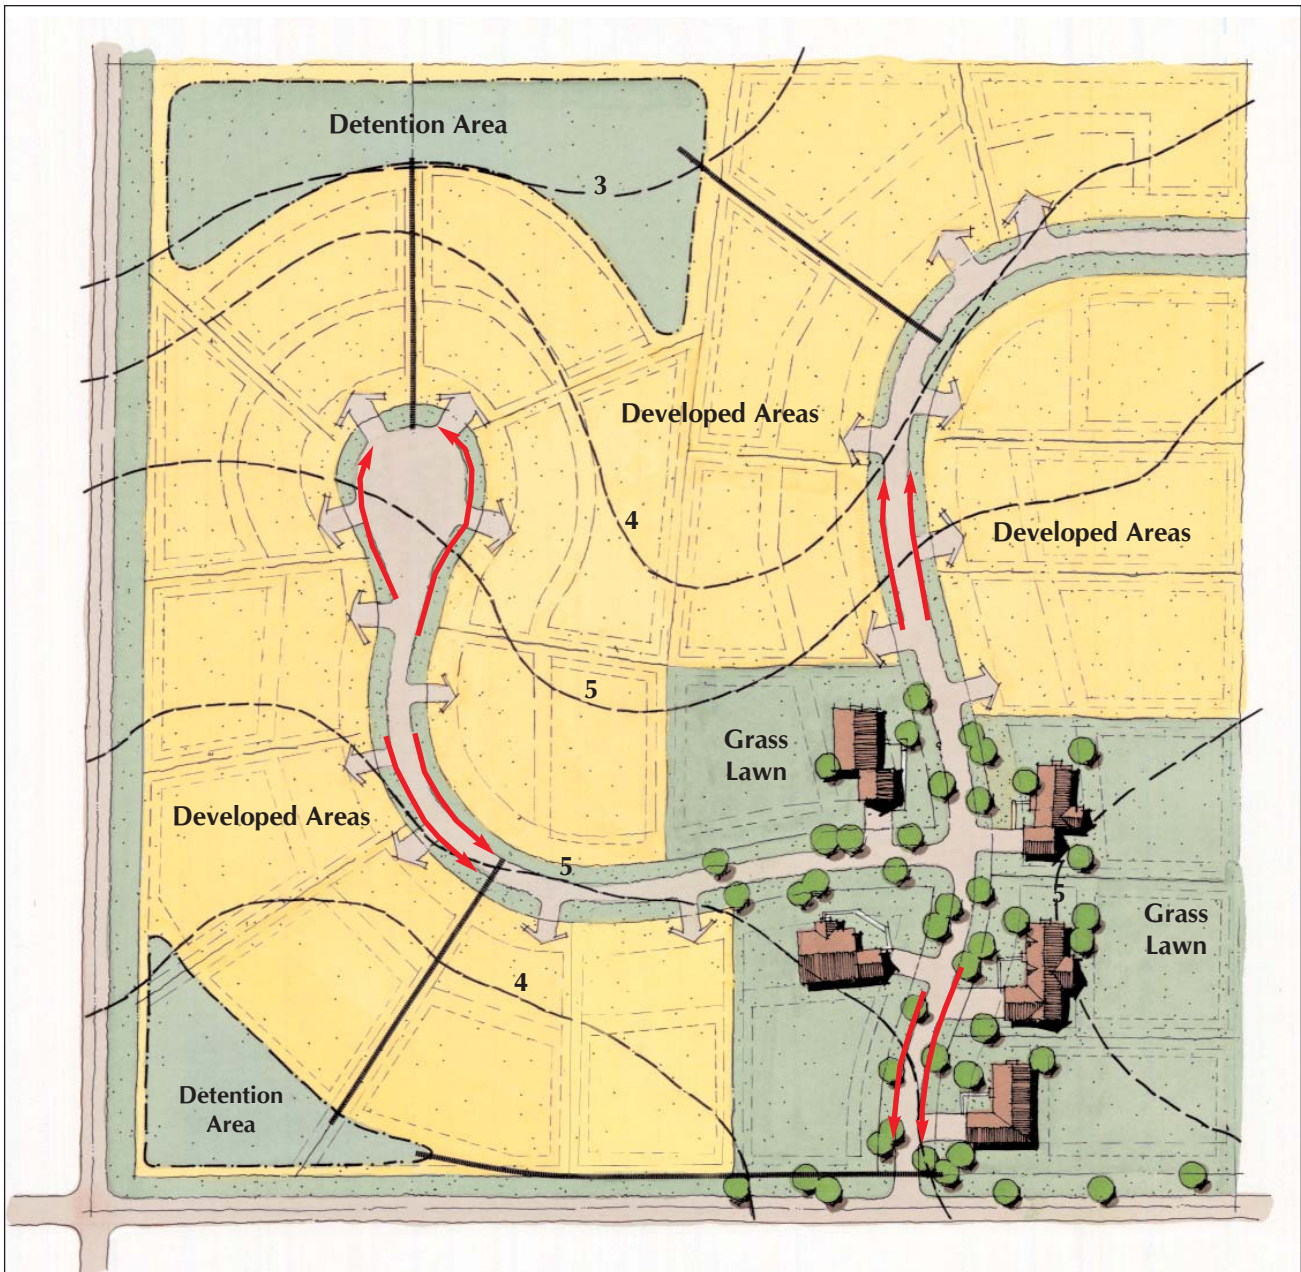 Detention Area
3
Developed Areas
4
Developed Areas
5
Grass
Lawn
Developed Areas
5
5
Grass
Lawn
4
Detention
Area